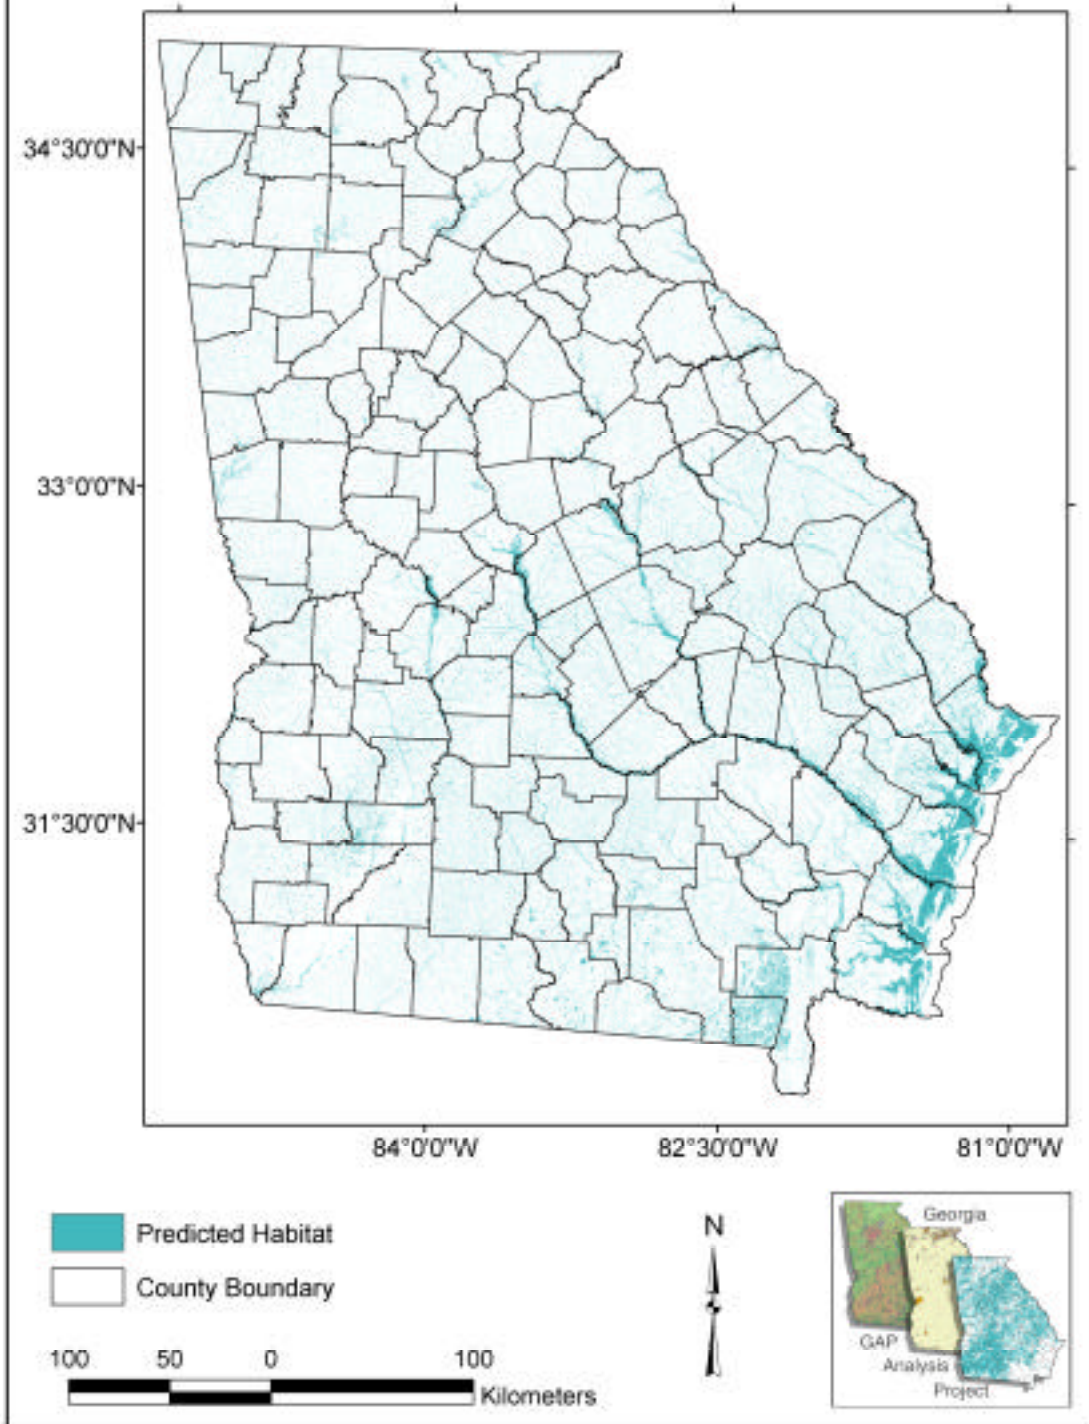 34°30'0"N
33°0'0"N
31°30'0"N
84°0'0"W 82°30'0"W 81°0'0"W
Predicted Habitat
County Boundary
N
100 50 0 100
Kilometers
Georgia
GAP
Analysis
Project